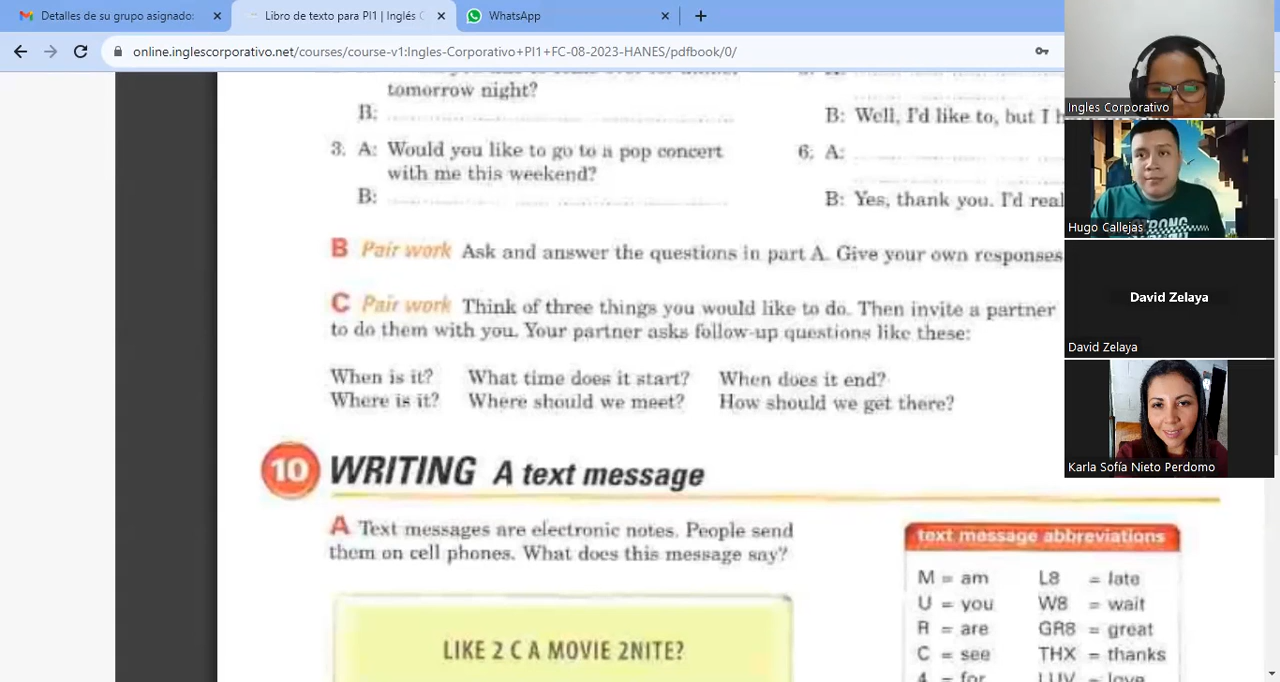 Detalles de su grupo asignado:
Libro de texto para PI1 | Inglés C
WhatsApp
online.inglescorporativo.net/courses/course-v1:Ingles-Corporativo+PI1+FC-08-2023-HANES/pdfbook/0/
tomorrow night?
B:
3. A: Would you like to go to a pop concert
with me this weekend?
B:
B: Well, I'd like to, but I h
6. A:
B: Yes, thank you. I'd real
B Pair work Ask and answer the questions in part A. Give your own responses
C Pair work Think of three things you would like to do. Then invite a partner
to do them with you. Your partner asks follow-up questions like these:
When is it? What time does it start? When does it end?
Where is it? Where should we meet? How should we get there?
10 WRITING A text message
A Text messages are electronic notes. People send
them on cell phones. What does this message say?
LIKE 2 C A MOVIE 2NITE?
text message abbreviations
M = am L8 = late
U = you W8 = wait
R = are GR8 = great
C = see THX = thanks
4 = for LUV = love
Ingles Corporativo
STRONG
Hugo Callejas
David Zelaya
David Zelaya
Karla Sofía Nieto Perdomo